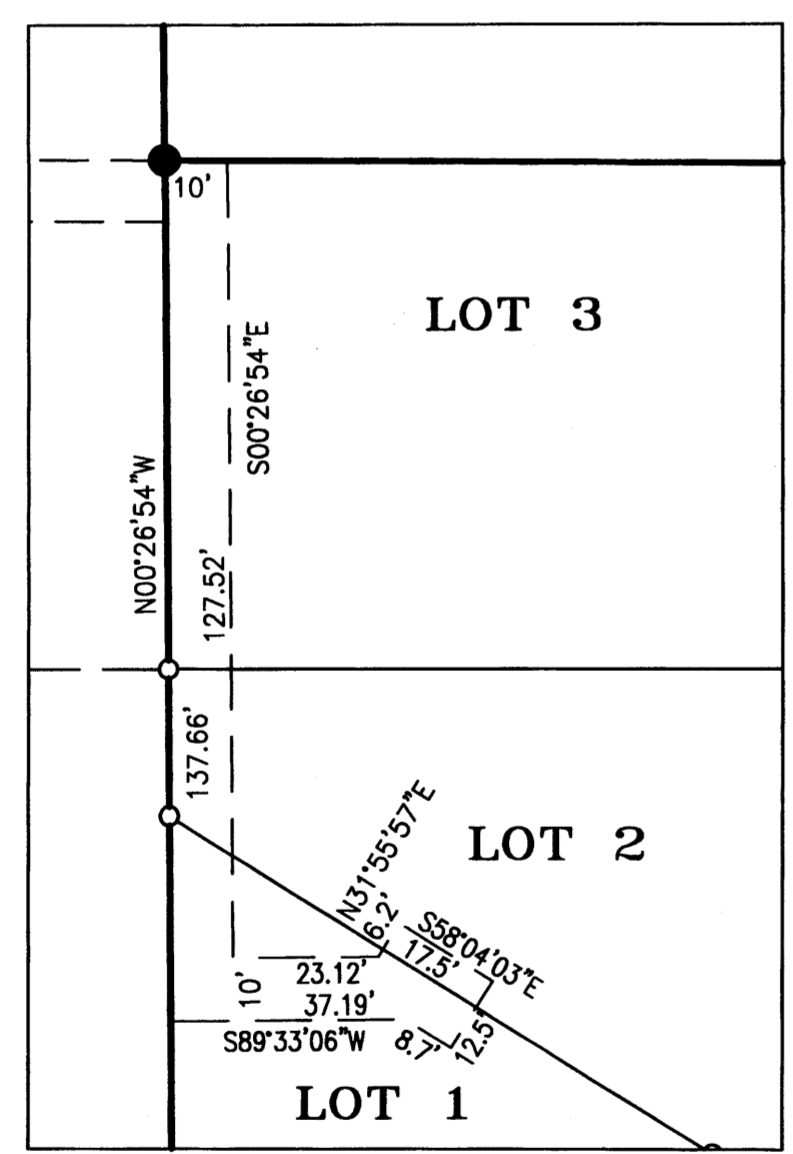 10'
LOT 3
S00°26'54"E
N00°26'54"W
127.52'
137.66'
LOT 2
N31°55'57"E
6.2'
S58°04'03"E
17.5'
23.12'
10'
37.19'
S89°33'06"W
8.7'
12.5'
LOT 1